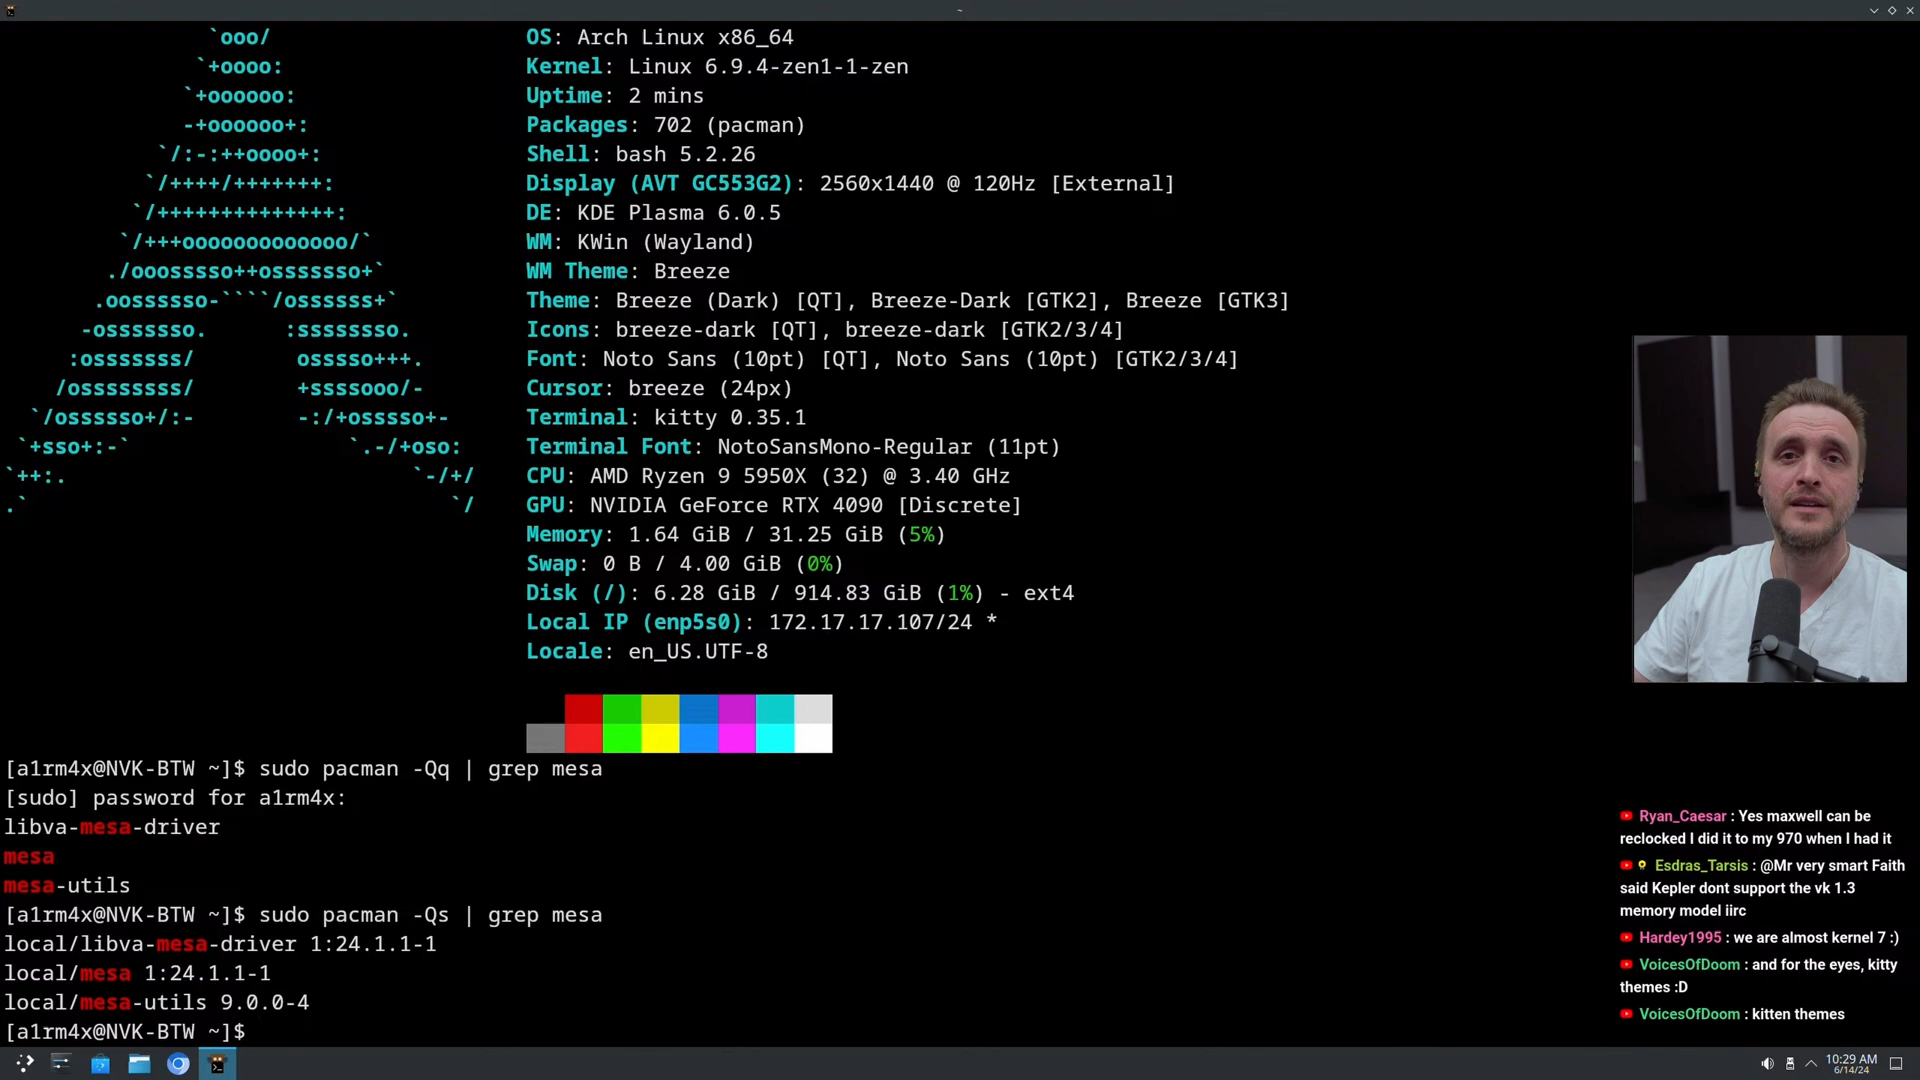 ~
OS: Arch Linux x86_64
Kernel: Linux 6.9.4-zen1-1-zen
Uptime: 2 mins
Packages: 702 (pacman)
Shell: bash 5.2.26
Display (AVT GC553G2): 2560x1440 @ 120Hz [External]
DE: KDE Plasma 6.0.5
WM: KWin (Wayland)
WM Theme: Breeze
Theme: Breeze (Dark) [QT], Breeze-Dark [GTK2], Breeze [GTK3]
Icons: breeze-dark [QT], breeze-dark [GTK2/3/4]
Font: Noto Sans (10pt) [QT], Noto Sans (10pt) [GTK2/3/4]
Cursor: breeze (24px)
Terminal: kitty 0.35.1
Terminal Font: NotoSansMono-Regular (11pt)
CPU: AMD Ryzen 9 5950X (32) @ 3.40 GHz
GPU: NVIDIA GeForce RTX 4090 [Discrete]
Memory: 1.64 GiB / 31.25 GiB (5%)
Swap: 0 B / 4.00 GiB (0%)
Disk (/): 6.28 GiB / 914.83 GiB (1%) - ext4
Local IP (enp5s0): 172.17.17.107/24 *
Locale: en_US.UTF-8
[a1rm4x@NVK-BTW ~]$ sudo pacman -Qq | grep mesa
[sudo] password for a1rm4x:
libva-mesa-driver
mesa
mesa-utils
[a1rm4x@NVK-BTW ~]$ sudo pacman -Qs | grep mesa
local/libva-mesa-driver 1:24.1.1-1
local/mesa 1:24.1.1-1
local/mesa-utils 9.0.0-4
[a1rm4x@NVK-BTW ~]$
Ryan_Caesar : Yes maxwell can be
reclocked I did it to my 970 when I had it
Esdras_Tarsis : @Mr very smart Faith
said Kepler dont support the vk 1.3
memory model iirc
Hardey1995 : we are almost kernel 7 :)
VoicesOfDoom : and for the eyes, kitty
themes :D
VoicesOfDoom : kitten themes
10:29 AM
6/14/24